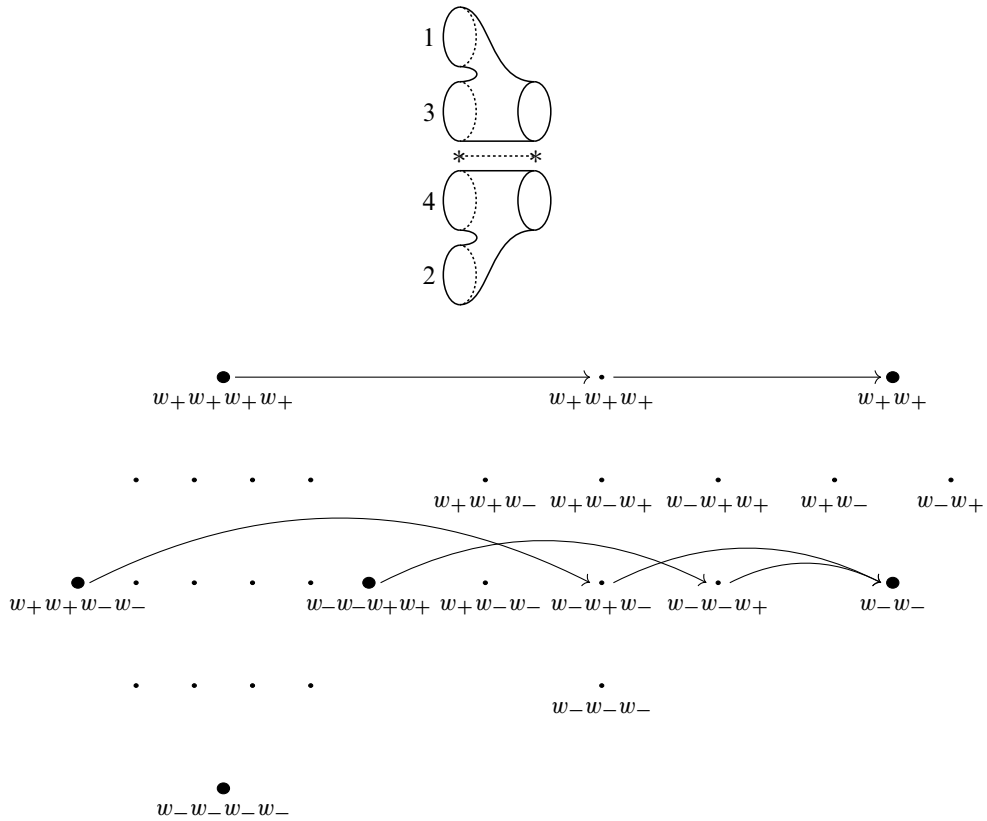 1
3
* *
4
2
w₊w₊w₊w₊ w₊w₊w₊ w₊w₊
w₊w₊w₋ w₊w₋w₊ w₋w₊w₊ w₊w₋ w₋w₊
w₊w₊w₋w₋ w₋w₋w₊w₊ w₊w₋w₋ w₋w₊w₋ w₋w₋w₊ w₋w₋
w₋w₋w₋
w₋w₋w₋w₋